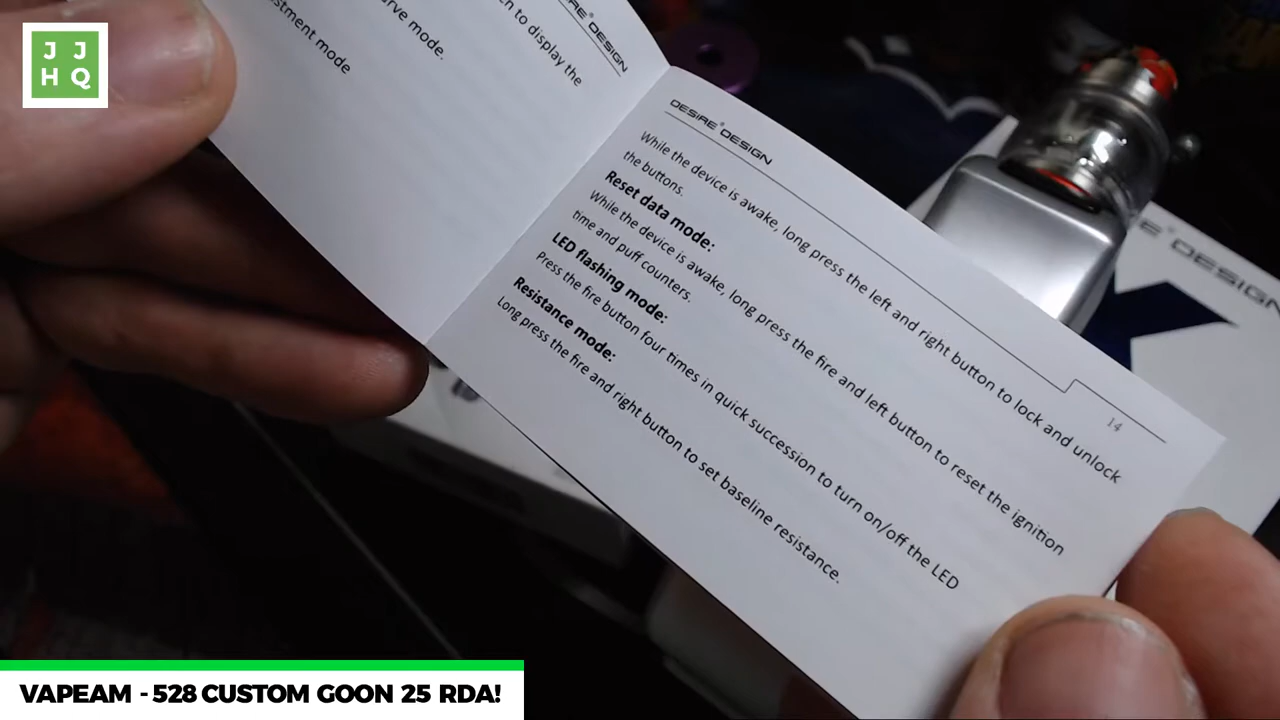 J J
H Q
DESIRE® DESIGN
en to display the
rve mode.
stment mode
DESIRE® DESIGN
14
While the device is awake, long press the left and right button to lock and unlock
the buttons.
Reset data mode:
While the device is awake, long press the fire and left button to reset the ignition
time and puff counters.
LED flashing mode:
Press the fire button four times in quick succession to turn on/off the LED
Resistance mode:
Long press the fire and right button to set baseline resistance.
RE® DESIGN
VAPEAM - 528 CUSTOM GOON 25 RDA!